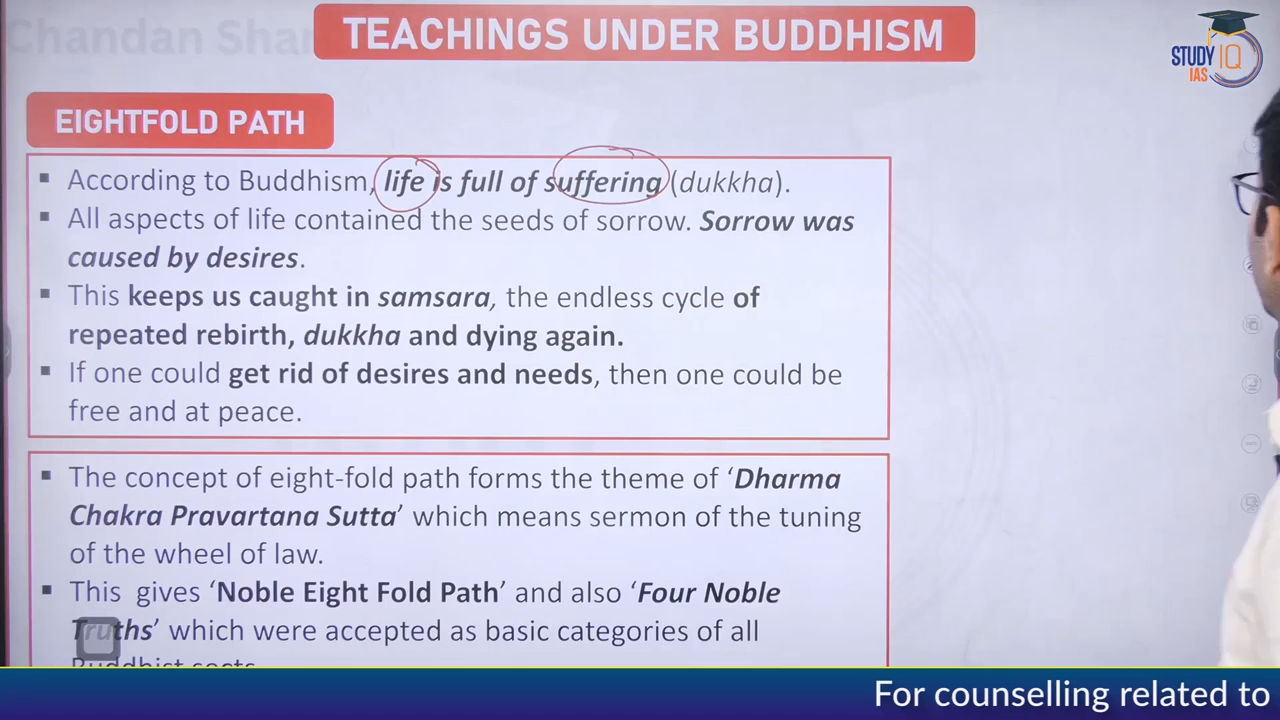 Chandan Shar
TEACHINGS UNDER BUDDHISM
STUDY IQ
IAS
EIGHTFOLD PATH
▪ According to Buddhism, life is full of suffering (dukkha).
▪ All aspects of life contained the seeds of sorrow. Sorrow was
caused by desires.
▪ This keeps us caught in samsara, the endless cycle of
repeated rebirth, dukkha and dying again.
▪ If one could get rid of desires and needs, then one could be
free and at peace.
▪ The concept of eight-fold path forms the theme of ‘Dharma
Chakra Pravartana Sutta’ which means sermon of the tuning
of the wheel of law.
▪ This gives ‘Noble Eight Fold Path’ and also ‘Four Noble
Truths’ which were accepted as basic categories of all
Buddhist sects.
For counselling related to